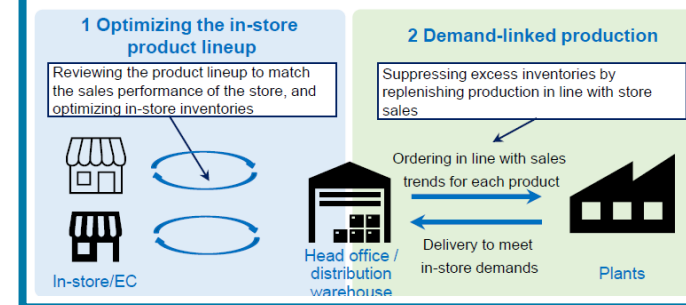 1 Optimizing the in-store
product lineup
Reviewing the product lineup to match
the sales performance of the store, and
optimizing in-store inventories
In-store/EC
2 Demand-linked production
Suppressing excess inventories by
replenishing production in line with store
sales
Ordering in line with sales
trends for each product
Delivery to meet
in-store demands
Head office /
distribution
warehouse
Plants